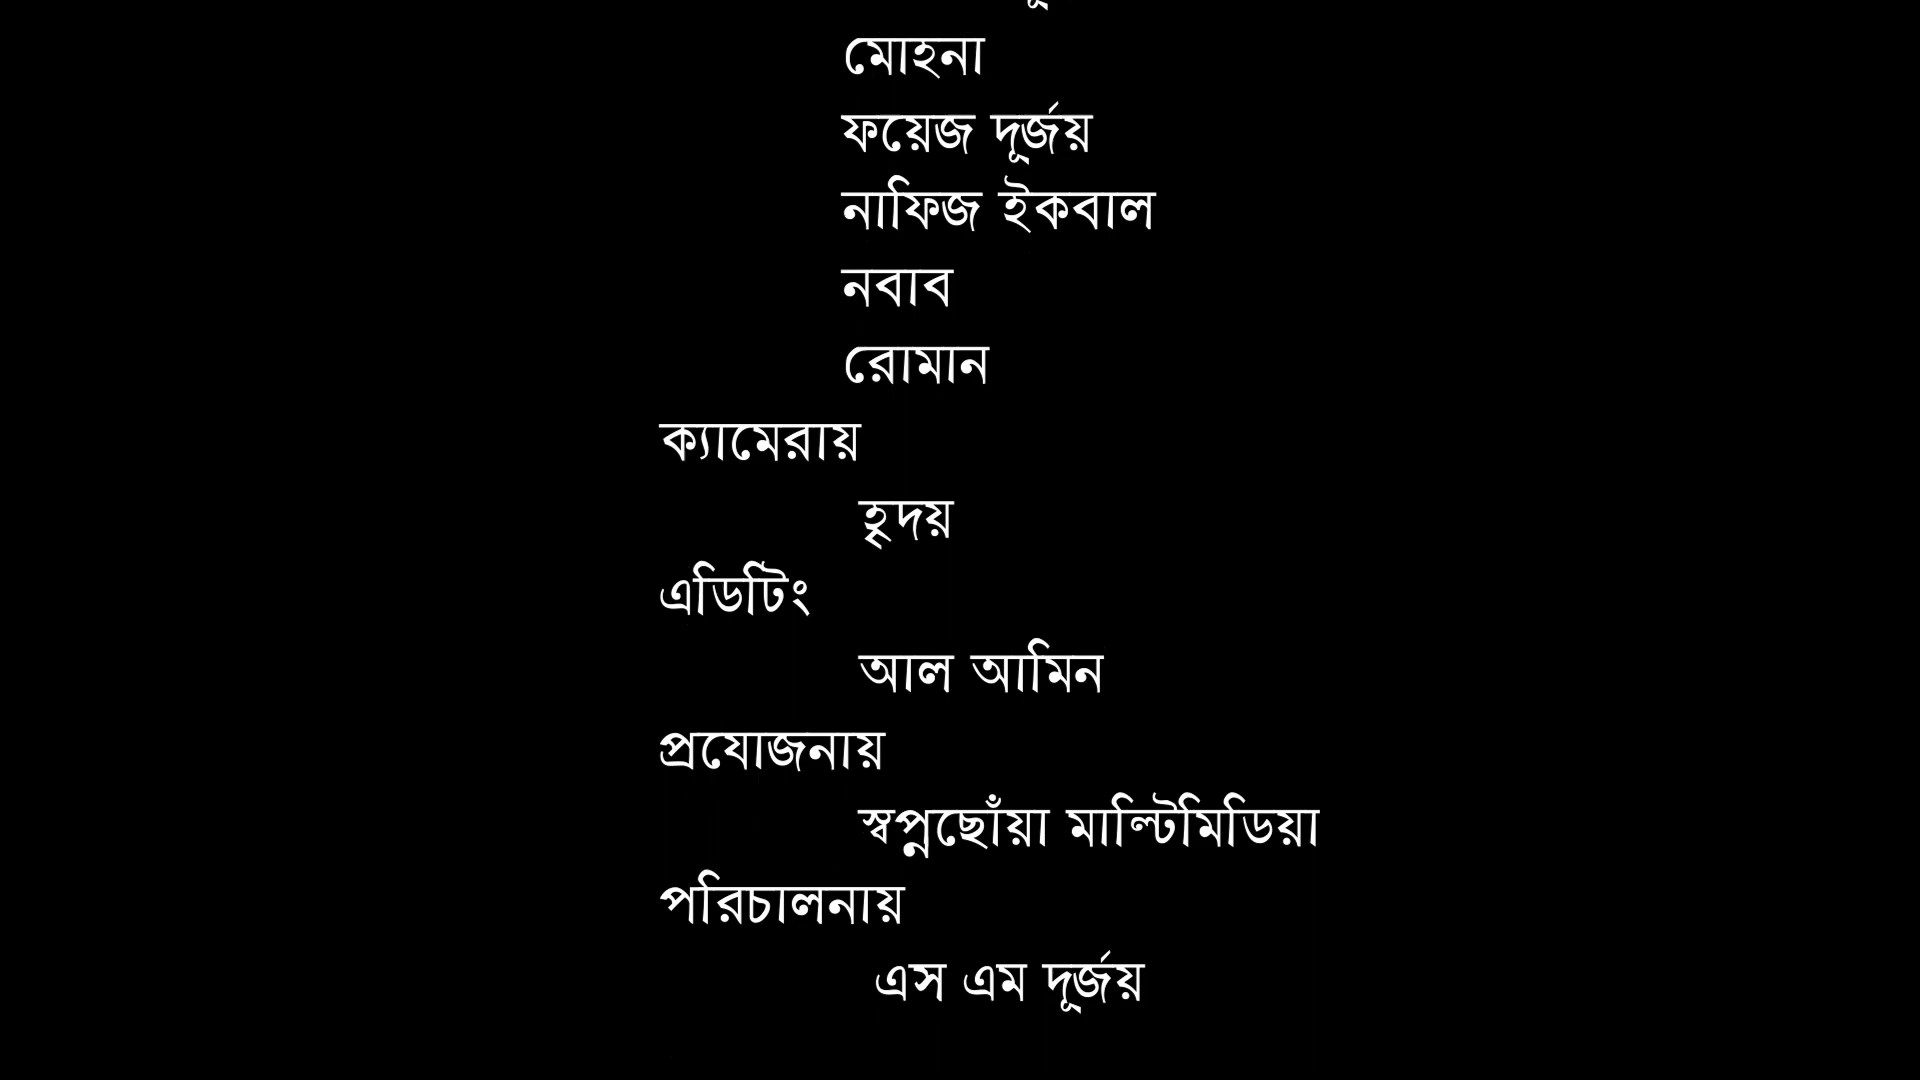 মোহনা
ফয়েজ দূর্জয়
নাফিজ ইকবাল
নবাব
রোমান
ক্যামেরায়
হৃদয়
এডিটিং
আল আমিন
প্রযোজনায়
স্বপ্নছোঁয়া মাল্টিমিডিয়া
পরিচালনায়
এস এম দূর্জয়